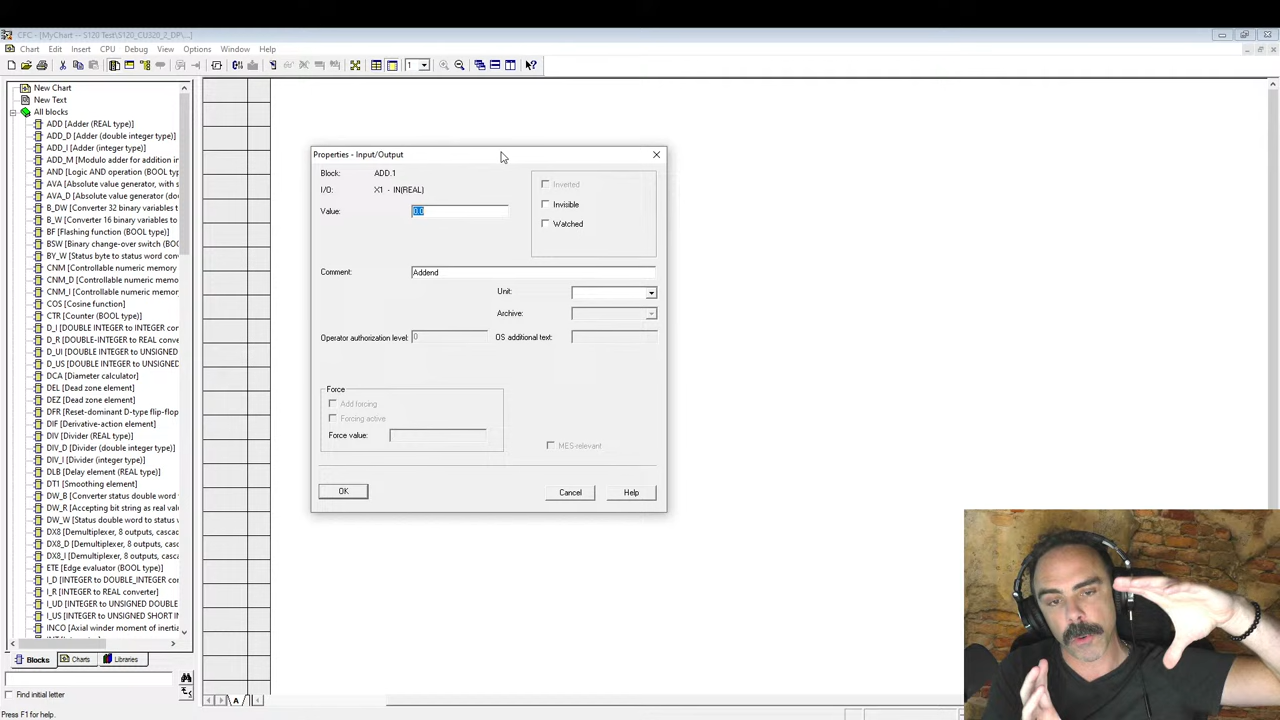 CFC - [MyChart -- S120 Test\S120_CU320_2_DP\...]
Chart Edit Insert CPU Debug View Options Window Help
1
New Chart
New Text
All blocks
ADD [Adder (REAL type)]
ADD_D [Adder (double integer type)]
ADD_I [Adder (integer type)]
ADD_M [Modulo adder for addition in
AND [Logic AND operation (BOOL type)
AVA [Absolute value generator, with s
AVA_D [Absolute value generator (dou
B_DW [Converter 32 binary variables t
B_W [Converter 16 binary variables to
BF [Flashing function (BOOL type)]
BSW [Binary change-over switch (BOO
BY_W [Status byte to status word conv
CNM [Controllable numeric memory
CNM_D [Controllable numeric memory
CNM_I [Controllable numeric memory
COS [Cosine function]
CTR [Counter (BOOL type)]
D_I [DOUBLE INTEGER to INTEGER
D_R [DOUBLE-INTEGER to REAL conv
D_UI [DOUBLE INTEGER to UNSIGNED
D_US [DOUBLE INTEGER to UNSIGNED
DCA [Diameter calculator]
DEL [Dead zone element]
DEZ [Dead zone element]
DFR [Reset-dominant D-type flip-flop
DIF [Derivative-action element]
DIV [Divider (REAL type)]
DIV_D [Divider (double integer type)]
DIV_I [Divider (integer type)]
DLB [Delay element (REAL type)]
DT1 [Smoothing element]
DW_B [Converter status double word t
DW_R [Accepting bit string as real valu
DW_W [Status double word to status w
DX8 [Demultiplexer, 8 outputs, cascad
DX8_D [Demultiplexer, 8 outputs, casc
DX8_I [Demultiplexer, 8 outputs, casca
ETE [Edge evaluator (BOOL type)]
I_D [INTEGER to DOUBLE_INTEGER cor
I_R [INTEGER to REAL converter]
I_UD [INTEGER to UNSIGNED DOUBLE
I_US [INTEGER to UNSIGNED SHORT IN
INCO [Axial winder moment of inertia
Blocks Charts Libraries
Find initial letter
Press F1 for help.
A
Properties - Input/Output
Block: ADD.1
I/O: X1 - IN(REAL)
Value: 0.0
Inverted
Invisible
Watched
Comment: Addend
Unit:
Archive:
Operator authorization level: 0 OS additional text:
Force
Add forcing
Forcing active
Force value:
MES-relevant
OK Cancel Help